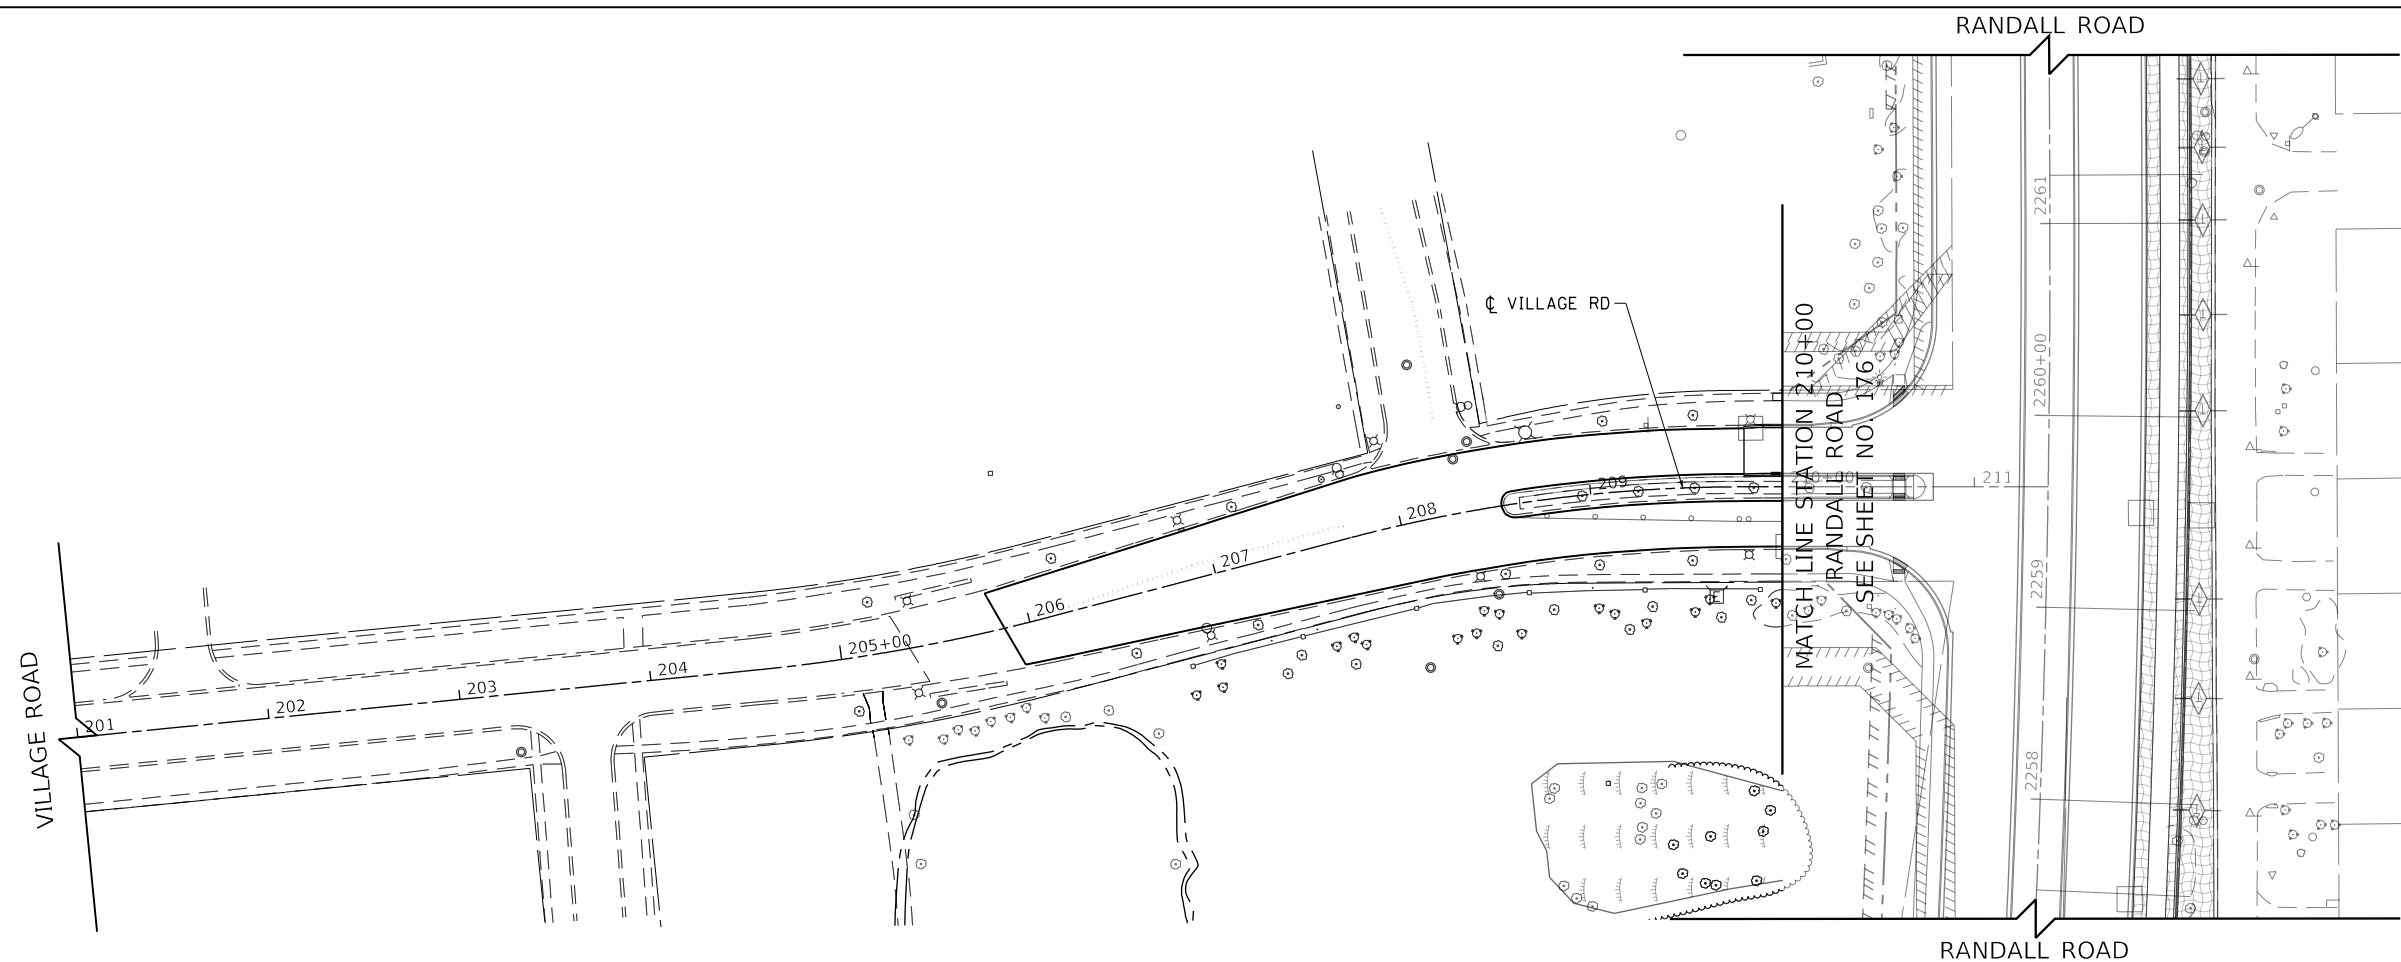 RANDALL ROAD
2261
℄ VILLAGE RD
2260+00
MATCH LINE STATION 210+00
RANDALL ROAD
SEE SHEET NO. 176
211
209
208
207
206
205+00
204
203
202
201
2259
2258
E
VILLAGE ROAD
RANDALL ROAD